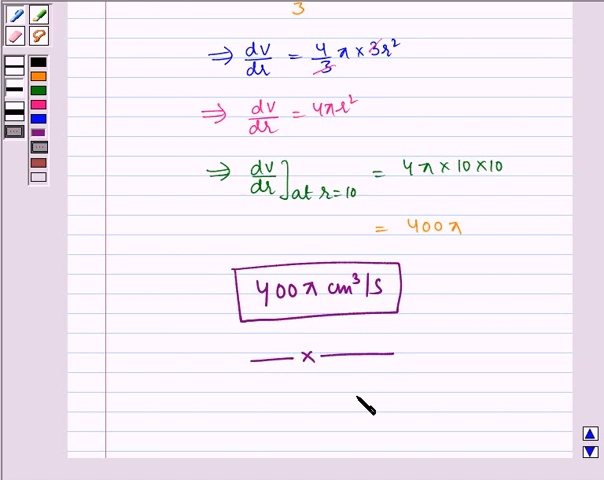 3
⇒ dv/dr = 4/3 π × 3r²
⇒ dv/dr = 4πr²
⇒ dv/dr ] at r=10 = 4π × 10 × 10
= 400π
400π cm³/s
— × —